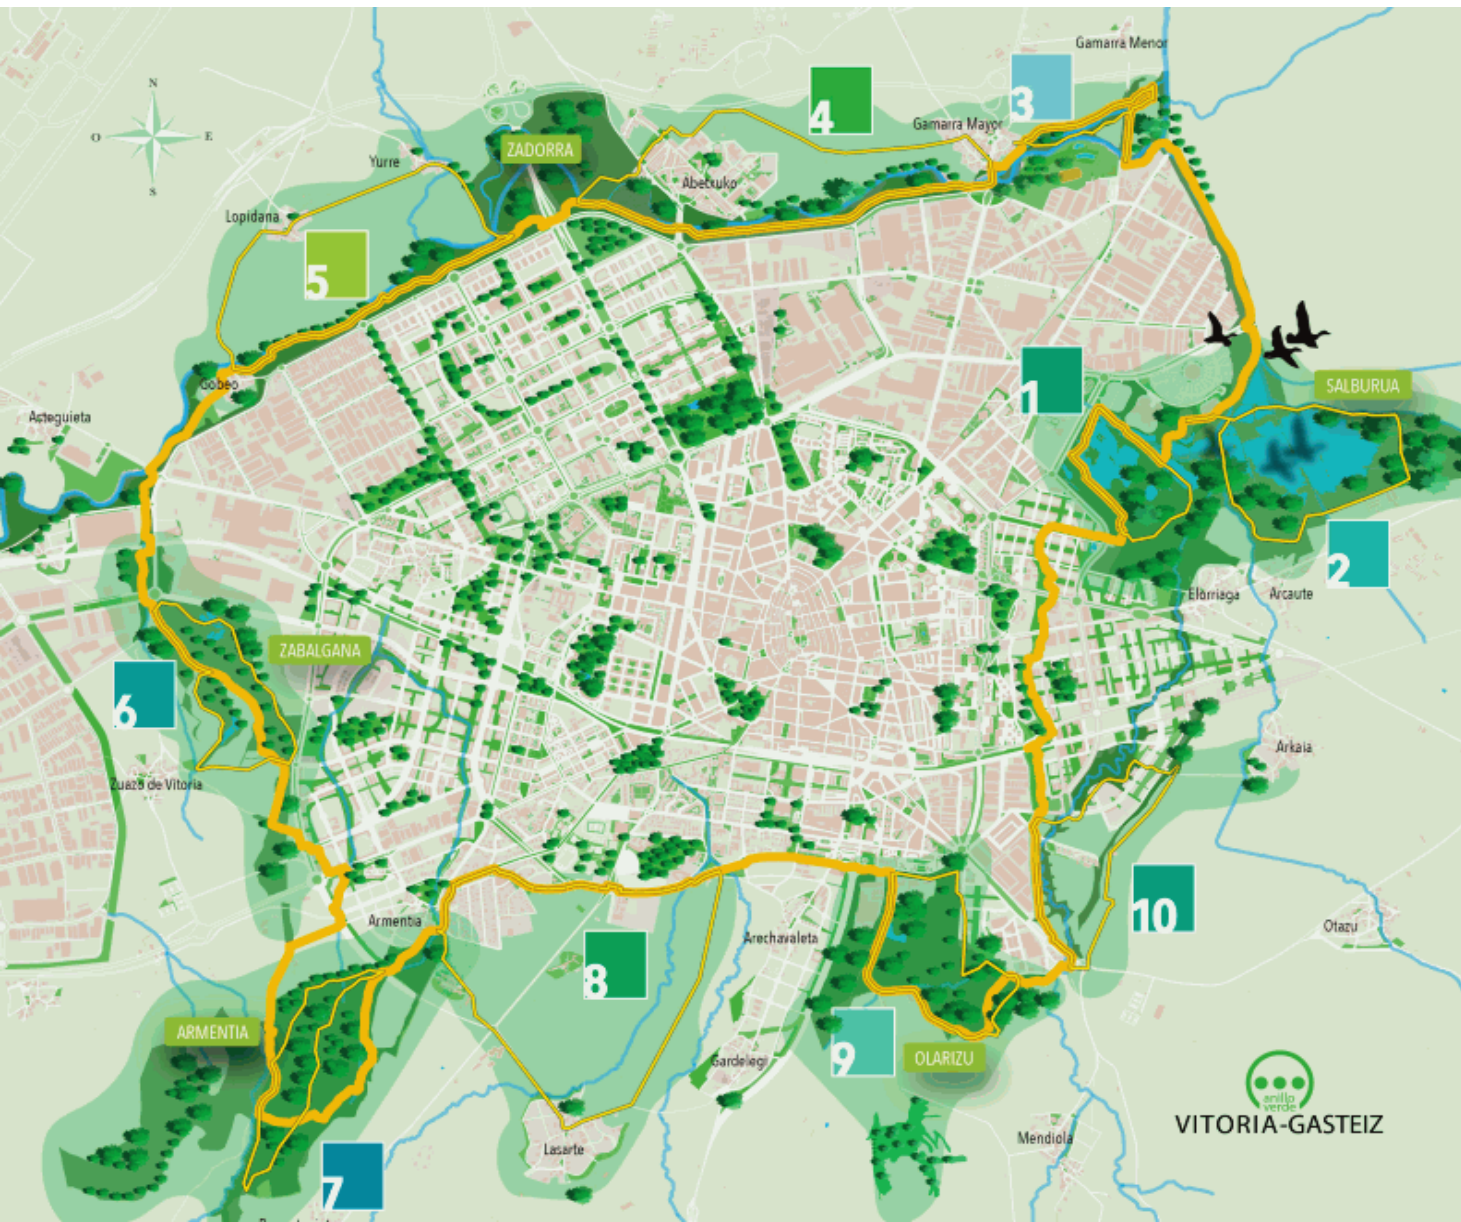 Gamarra Menor
4
3
N
Gamarra Mayor
O
E
ZADORRA
Yurre
Abetxuko
S
Lopidana
5
Gobeo
1
SALBURUA
Astegieta
2
Elorriaga
Arcaute
ZABALGANA
6
Arkaia
Zuazo de Vitoria
10
Armentia
Otazu
Arechavaleta
8
ARMENTIA
9
OLARIZU
Gardelegi
anillo
verde
VITORIA-GASTEIZ
Mendiola
Lasarte
7